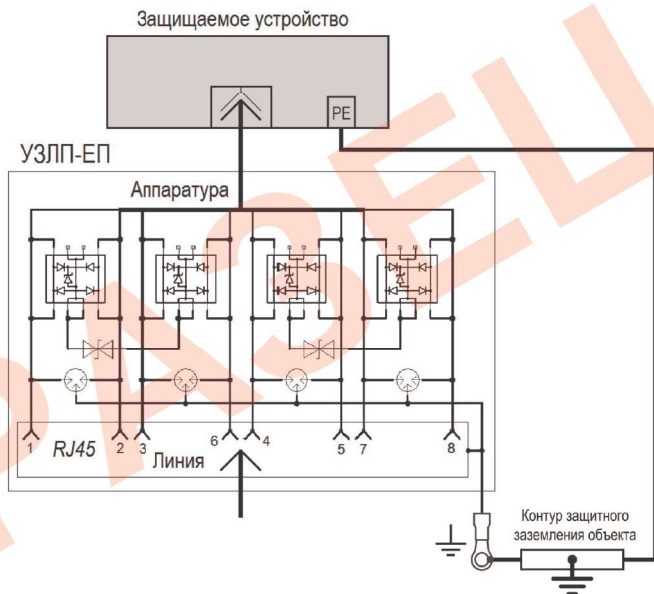 Защищаемое устройство
PE
УЗЛП-ЕП
Аппаратура
1 2 3 6 4 5 7 8
RJ45
Линия
Контур защитного
заземления объекта
РАЗЕЦ